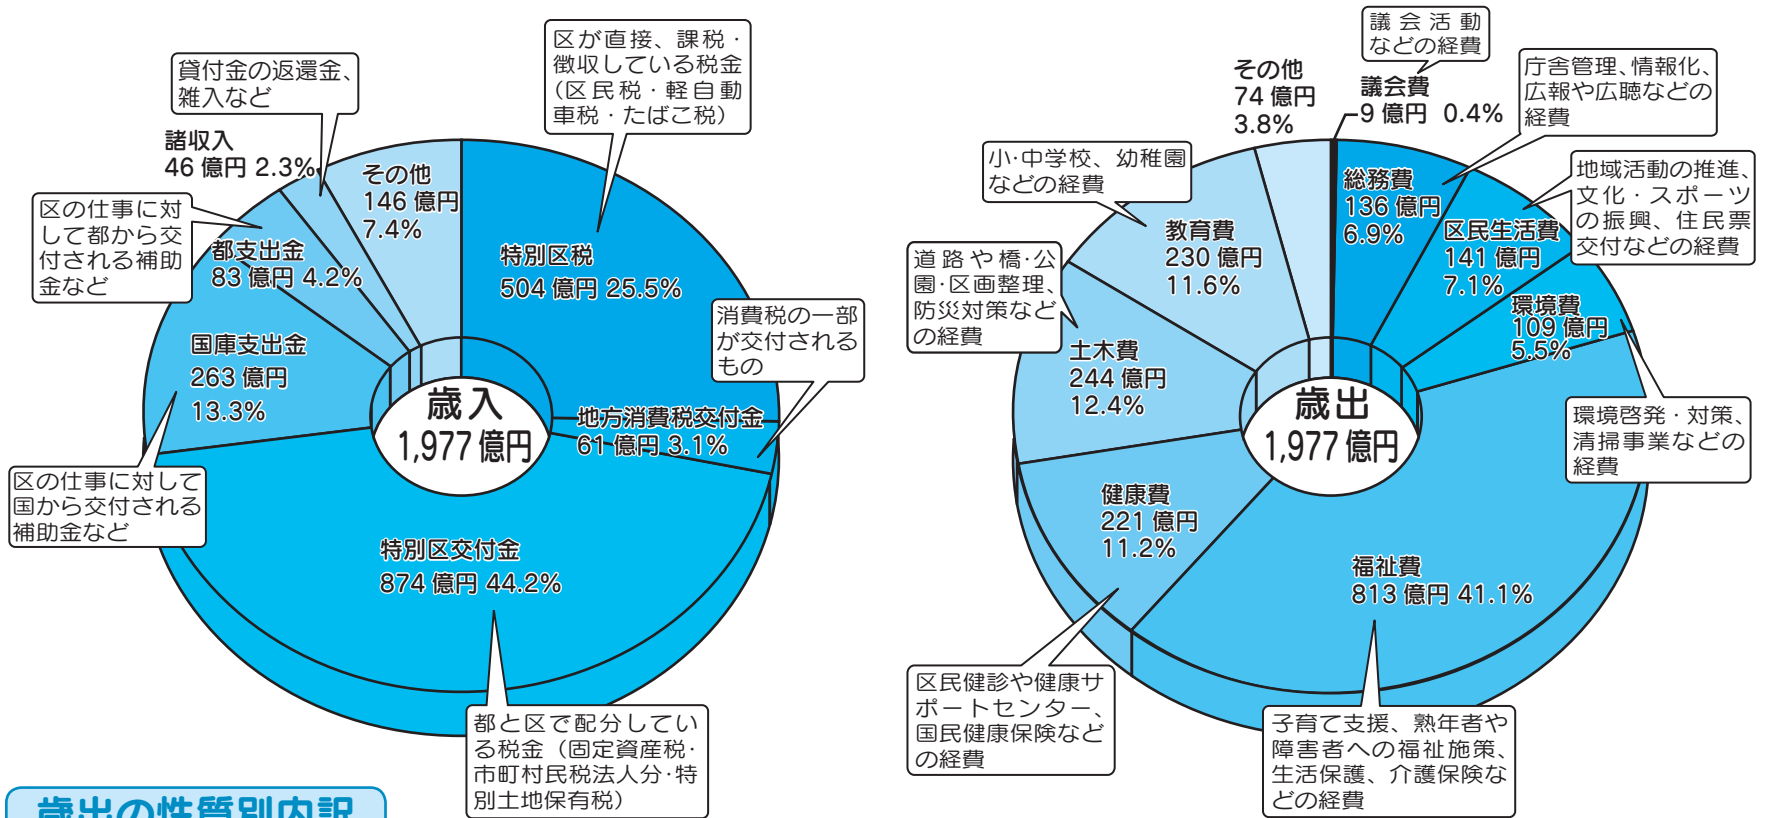 貸付金の返還金、
雑入など
区が直接、課税・
徴収している税金
（区民税・軽自動
車税・たばこ税）
諸収入
46 億円 2.3%
その他
146 億円
7.4%
区の仕事に対
して都から交
付される補助
金など
都支出金
83 億円 4.2%
特別区税
504 億円 25.5%
消費税の一部
が交付される
もの
国庫支出金
263 億円
13.3%
歳入
1,977 億円
地方消費税交付金
61 億円 3.1%
区の仕事に対して
国から交付される
補助金など
特別区交付金
874 億円 44.2%
都と区で配分してい
る税金（固定資産税・
市町村民税法人分・特
別土地保有税）
議会活動
などの経費
その他
74 億円
3.8%
議会費
9 億円 0.4%
庁舎管理、情報化、
広報や広聴などの
経費
小・中学校、幼稚園
などの経費
総務費
136 億円
6.9%
地域活動の推進、
文化・スポーツ
の振興、住民票
交付などの経費
教育費
230 億円
11.6%
区民生活費
141 億円
7.1%
道路や橋・公
園・区画整理、
防災対策など
の経費
環境費
109 億円
5.5%
土木費
244 億円
12.4%
歳出
1,977 億円
環境啓発・対策、
清掃事業などの
経費
健康費
221 億円
11.2%
福祉費
813 億円 41.1%
区民健診や健康サ
ポートセンター、
国民健康保険など
の経費
子育て支援、熟年者や
障害者への福祉施策、
生活保護、介護保険な
どの経費
歳出の性質別内訳